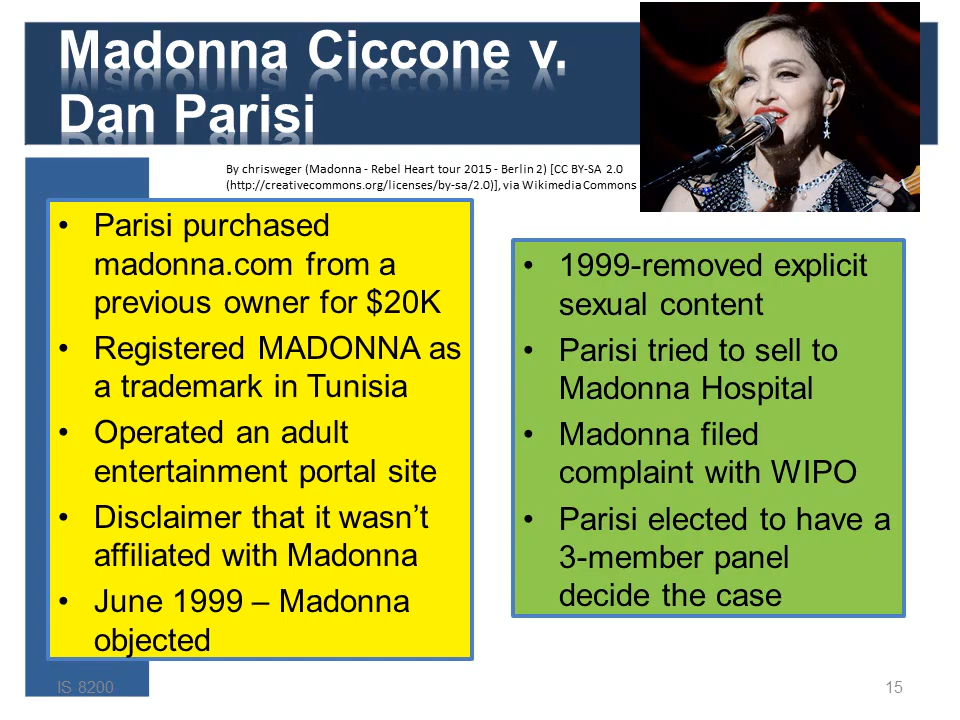 Madonna Ciccone v.
Dan Parisi
By chrisweger (Madonna - Rebel Heart tour 2015 - Berlin 2) [CC BY-SA 2.0
(http://creativecommons.org/licenses/by-sa/2.0)], via Wikimedia Commons
• Parisi purchased
madonna.com from a
previous owner for $20K
• Registered MADONNA as
a trademark in Tunisia
• Operated an adult
entertainment portal site
• Disclaimer that it wasn’t
affiliated with Madonna
• June 1999 – Madonna
objected
• 1999-removed explicit
sexual content
• Parisi tried to sell to
Madonna Hospital
• Madonna filed
complaint with WIPO
• Parisi elected to have a
3-member panel
decide the case
IS 8200
15